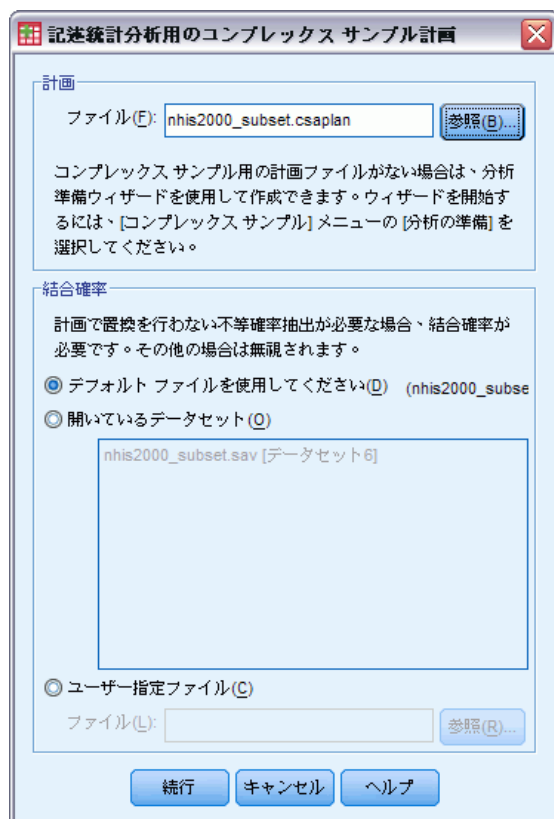 記述統計分析用のコンプレックス サンプル計画
計画
ファイル(F): nhis2000_subset.csaplan 参照(B)...
コンプレックス サンプル用の計画ファイルがない場合は、分析
準備ウィザードを使用して作成できます。ウィザードを開始す
るには、[コンプレックス サンプル] メニューの [分析の準備] を
選択してください。
結合確率
計画で置換を行わない不等確率抽出が必要な場合、結合確率が
必要です。その他の場合は無視されます。
デフォルト ファイルを使用してください(D) (nhis2000_subse
開いているデータセット(O)
nhis2000_subset.sav [データセット6]
ユーザー指定ファイル(C)
ファイル(L): 参照(R)...
続行 キャンセル ヘルプ